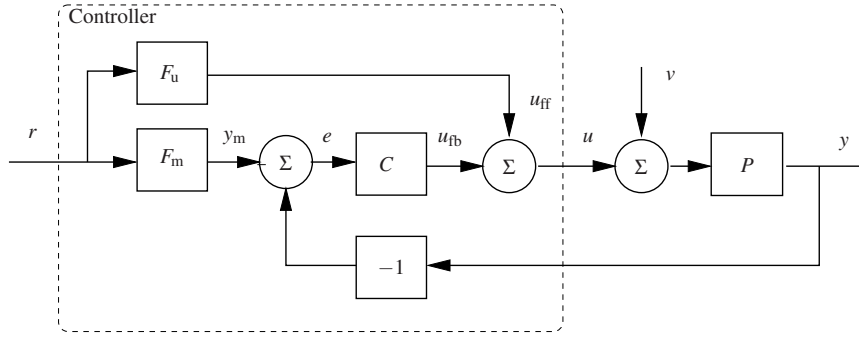 Controller
F_u
v
u_ff
r
F_m
y_m
Σ
e
C
u_fb
Σ
u
Σ
P
y
−1